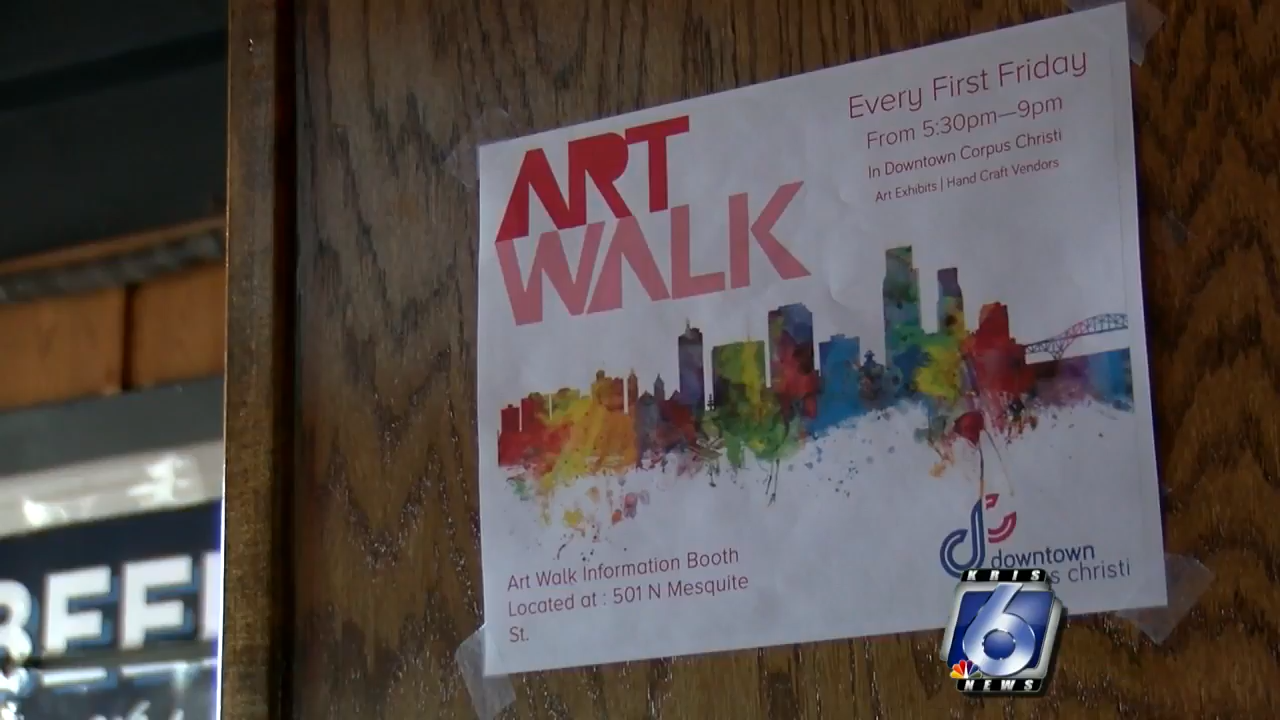 ART
WALK
Every First Friday
From 5:30pm—9pm
In Downtown Corpus Christi
Art Exhibits | Hand Craft Vendors
Art Walk Information Booth
Located at : 501 N Mesquite
St.
downtown
christi
KRIS
6
NEWS